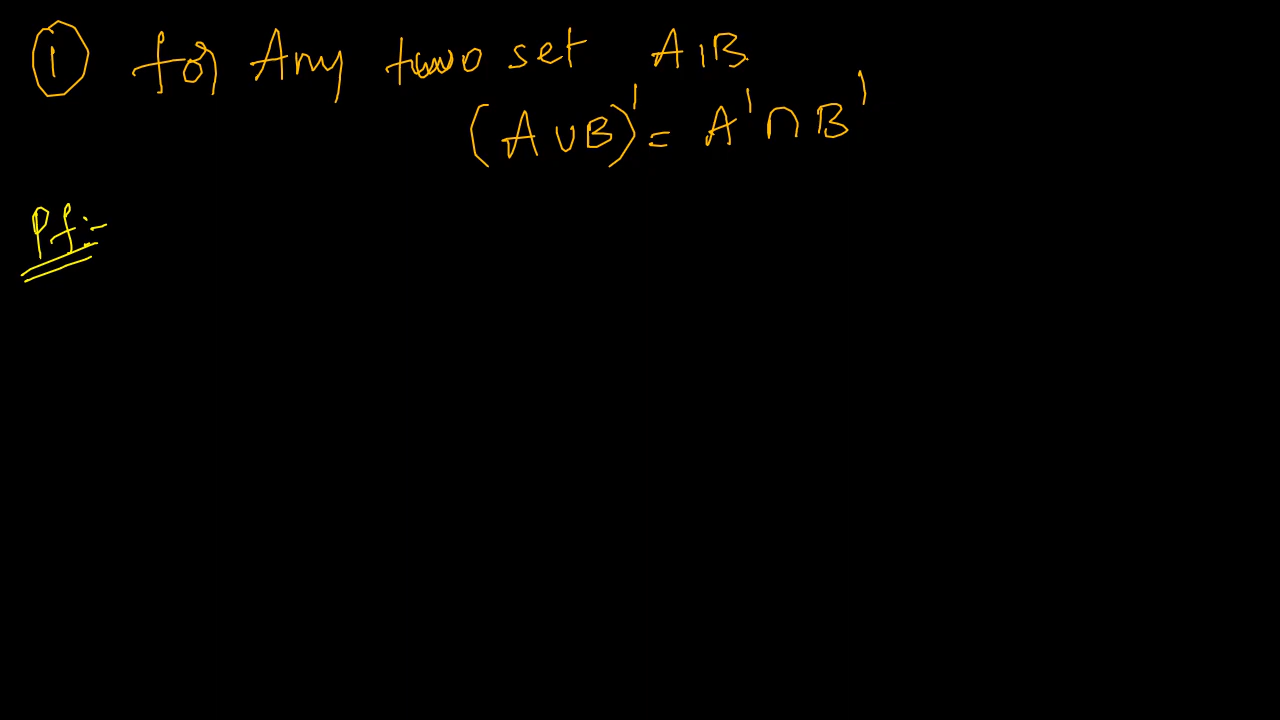 ① for Any two set A, B
(A∪B)' = A'∩B'
Pf:-